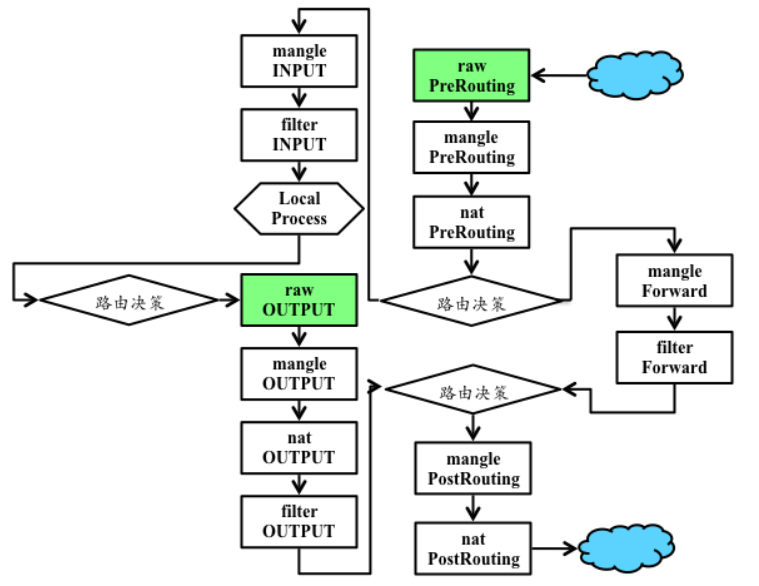 mangle
INPUT
filter
INPUT
Local
Process
路由决策
raw
OUTPUT
mangle
OUTPUT
nat
OUTPUT
filter
OUTPUT
raw
PreRouting
mangle
PreRouting
nat
PreRouting
路由决策
mangle
Forward
filter
Forward
路由决策
mangle
PostRouting
nat
PostRouting